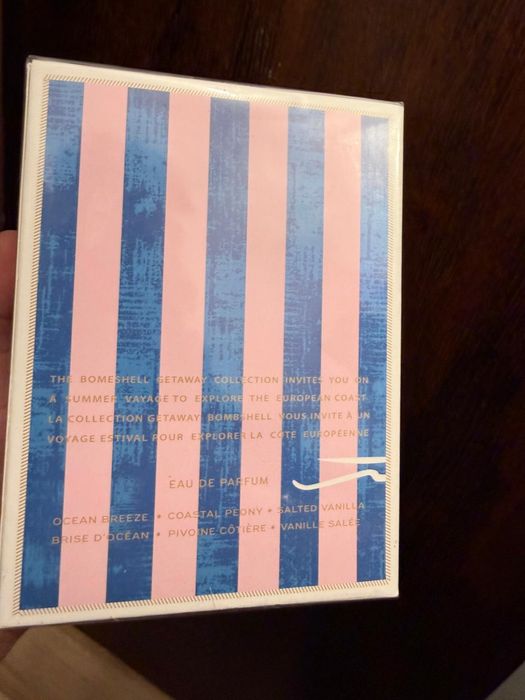 THE BOMESHELL GETAWAY COLLECTION INVITES YOU ON
A SUMMER VAYAGE TO EXPLORE THE EUROPEAN COAST
LA COLLECTION GETAWAY BOMBSHELL VOUS INVITE À UN
VOYAGE ESTIVAL POUR EXPLORER LA CÔTE EUROPÉENNE
EAU DE PARFUM
OCEAN BREEZE • COASTAL PEONY • SALTED VANILLA
BRISE D'OCÉAN • PIVOINE CÔTIÈRE • VANILLE SALÉE